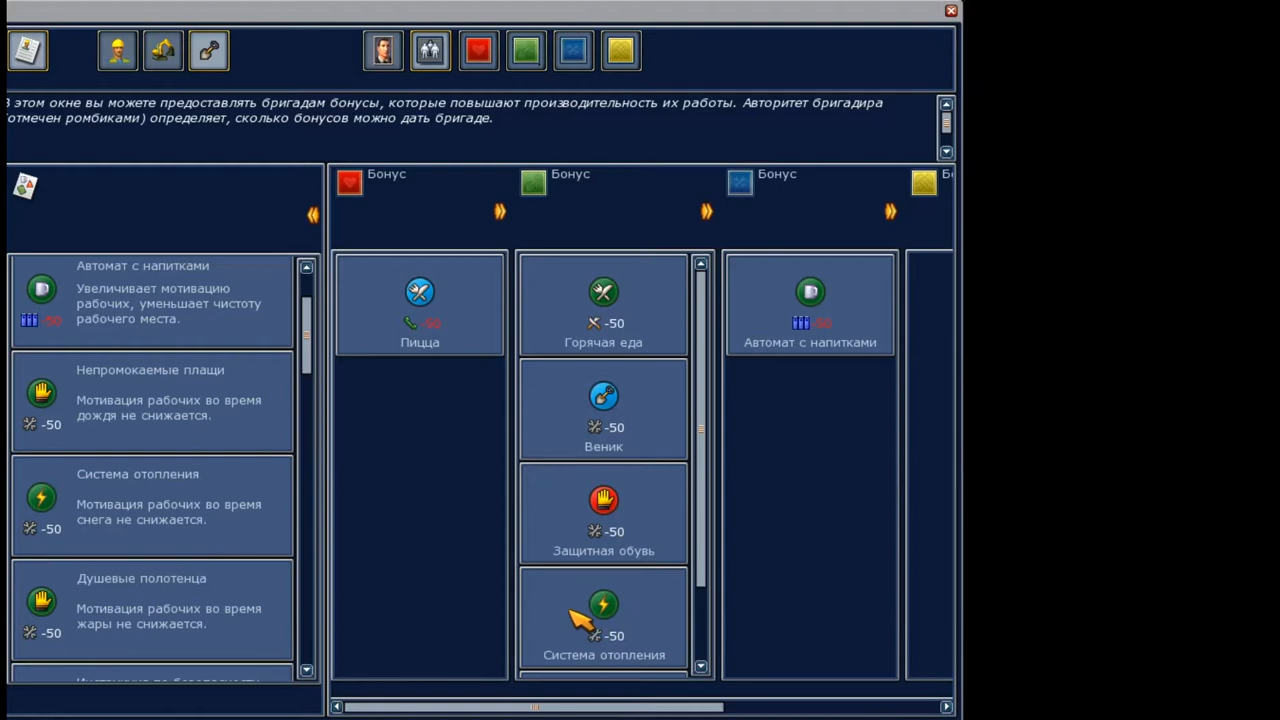 В этом окне вы можете предоставлять бригадам бонусы, которые повышают производительность их работы. Авторитет бригадира
(отмечен ромбиками) определяет, сколько бонусов можно дать бригаде.
Бонус
Бонус
Бонус
Б
Автомат с напитками
Увеличивает мотивацию
рабочих, уменьшает чистоту
рабочего места.
-50
Непромокаемые плащи
Мотивация рабочих во время
дождя не снижается.
-50
Система отопления
Мотивация рабочих во время
снега не снижается.
-50
Душевые полотенца
Мотивация рабочих во время
жары не снижается.
-50
-50
Пицца
-50
Горячая еда
-50
Веник
-50
Защитная обувь
-50
Система отопления
-50
Автомат с напитками